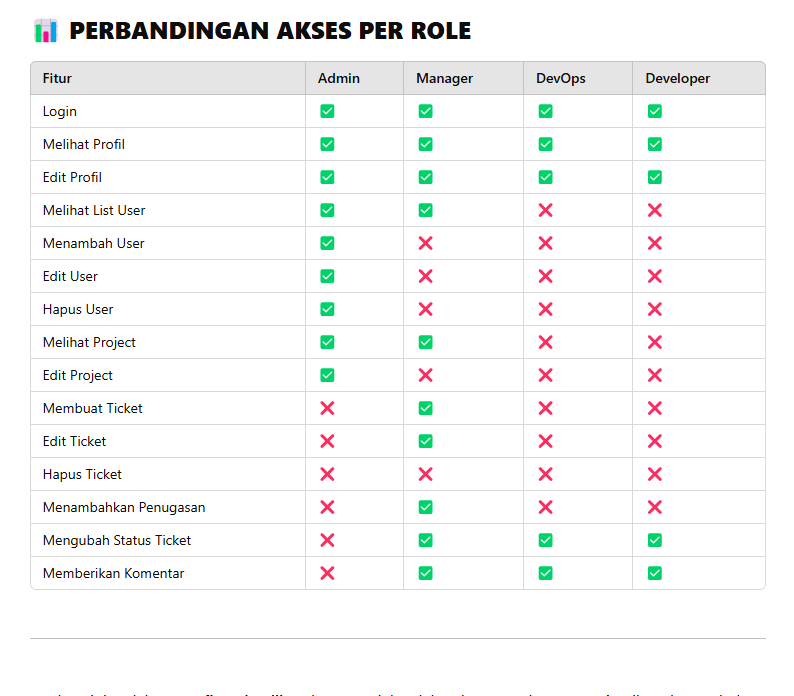 PERBANDINGAN AKSES PER ROLE
Fitur Admin Manager DevOps Developer
Login ✅ ✅ ✅ ✅
Melihat Profil ✅ ✅ ✅ ✅
Edit Profil ✅ ✅ ✅ ✅
Melihat List User ✅ ✅ ❌ ❌
Menambah User ✅ ❌ ❌ ❌
Edit User ✅ ❌ ❌ ❌
Hapus User ✅ ❌ ❌ ❌
Melihat Project ✅ ✅ ❌ ❌
Edit Project ✅ ❌ ❌ ❌
Membuat Ticket ❌ ✅ ❌ ❌
Edit Ticket ❌ ✅ ❌ ❌
Hapus Ticket ❌ ❌ ❌ ❌
Menambahkan Penugasan ❌ ✅ ❌ ❌
Mengubah Status Ticket ❌ ✅ ✅ ✅
Memberikan Komentar ❌ ✅ ✅ ✅